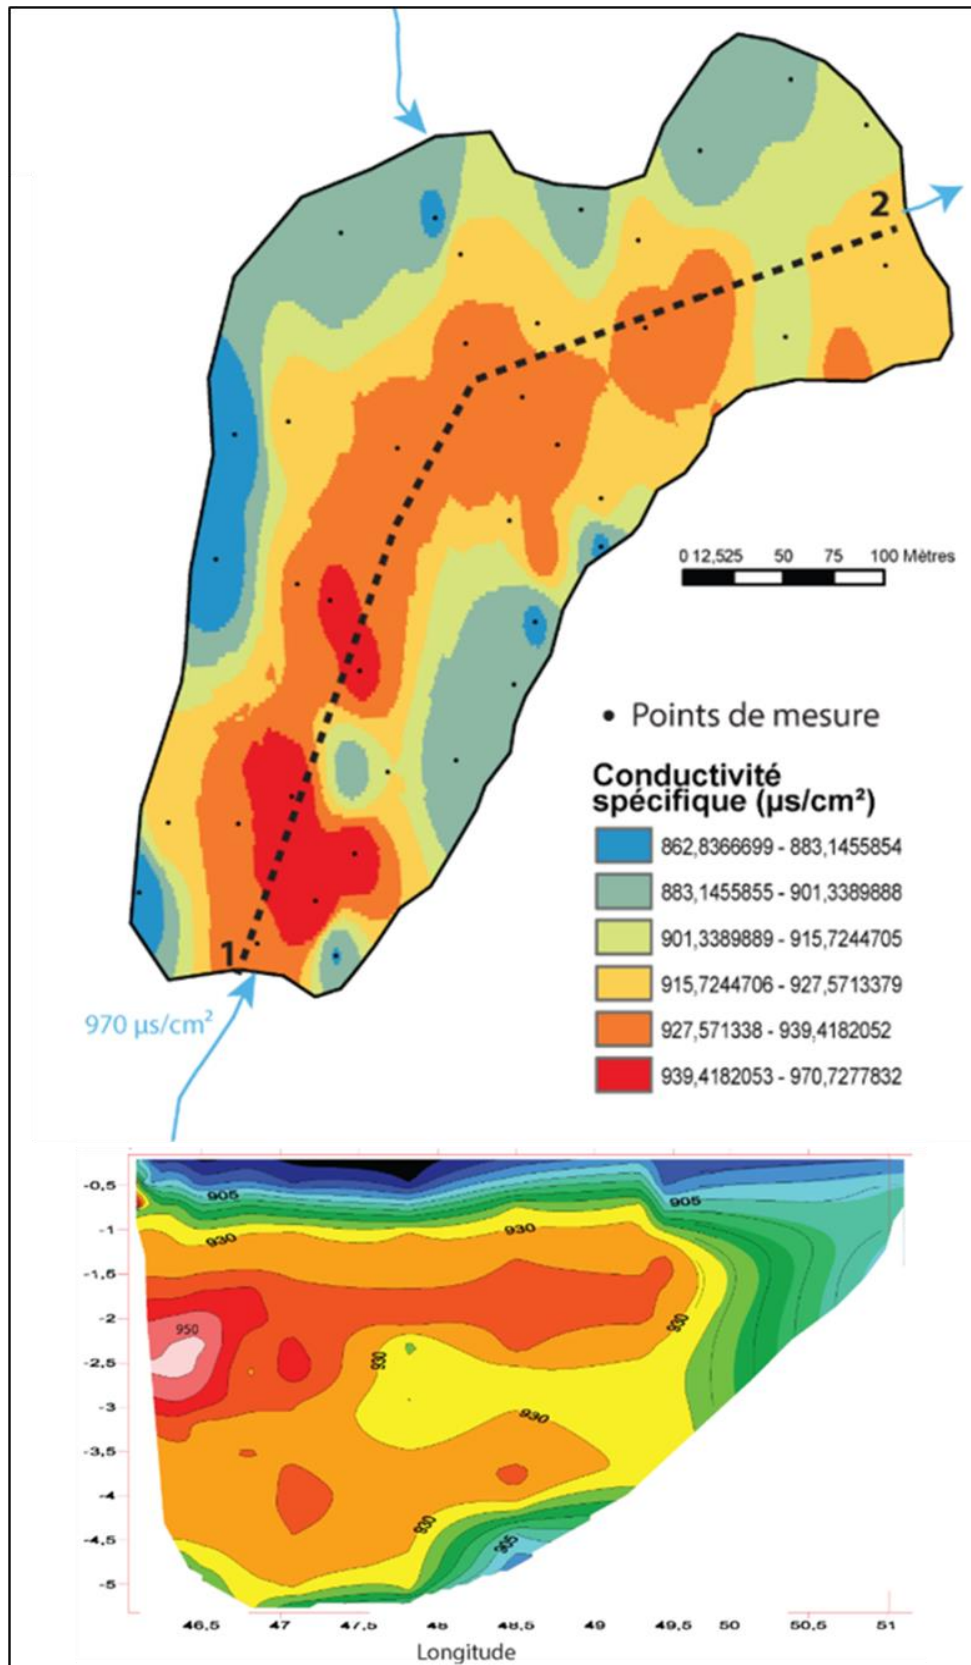 2
0 12,525 50 75 100 Mètres
• Points de mesure
Conductivité
spécifique (µs/cm²)
862,8366699 - 883,1455854
883,1455855 - 901,3389888
901,3389889 - 915,7244705
915,7244706 - 927,5713379
927,571338 - 939,4182052
939,4182053 - 970,7277832
1
970 µs/cm²
-0,5
905
905
-1
930
930
-1,5
-2
950
930
-2,5
930
-3
930
-3,5
-4
930
-4,5
905
-5
46,5 47 47,5 48 48,5 49 49,5 50 50,5 51
Longitude